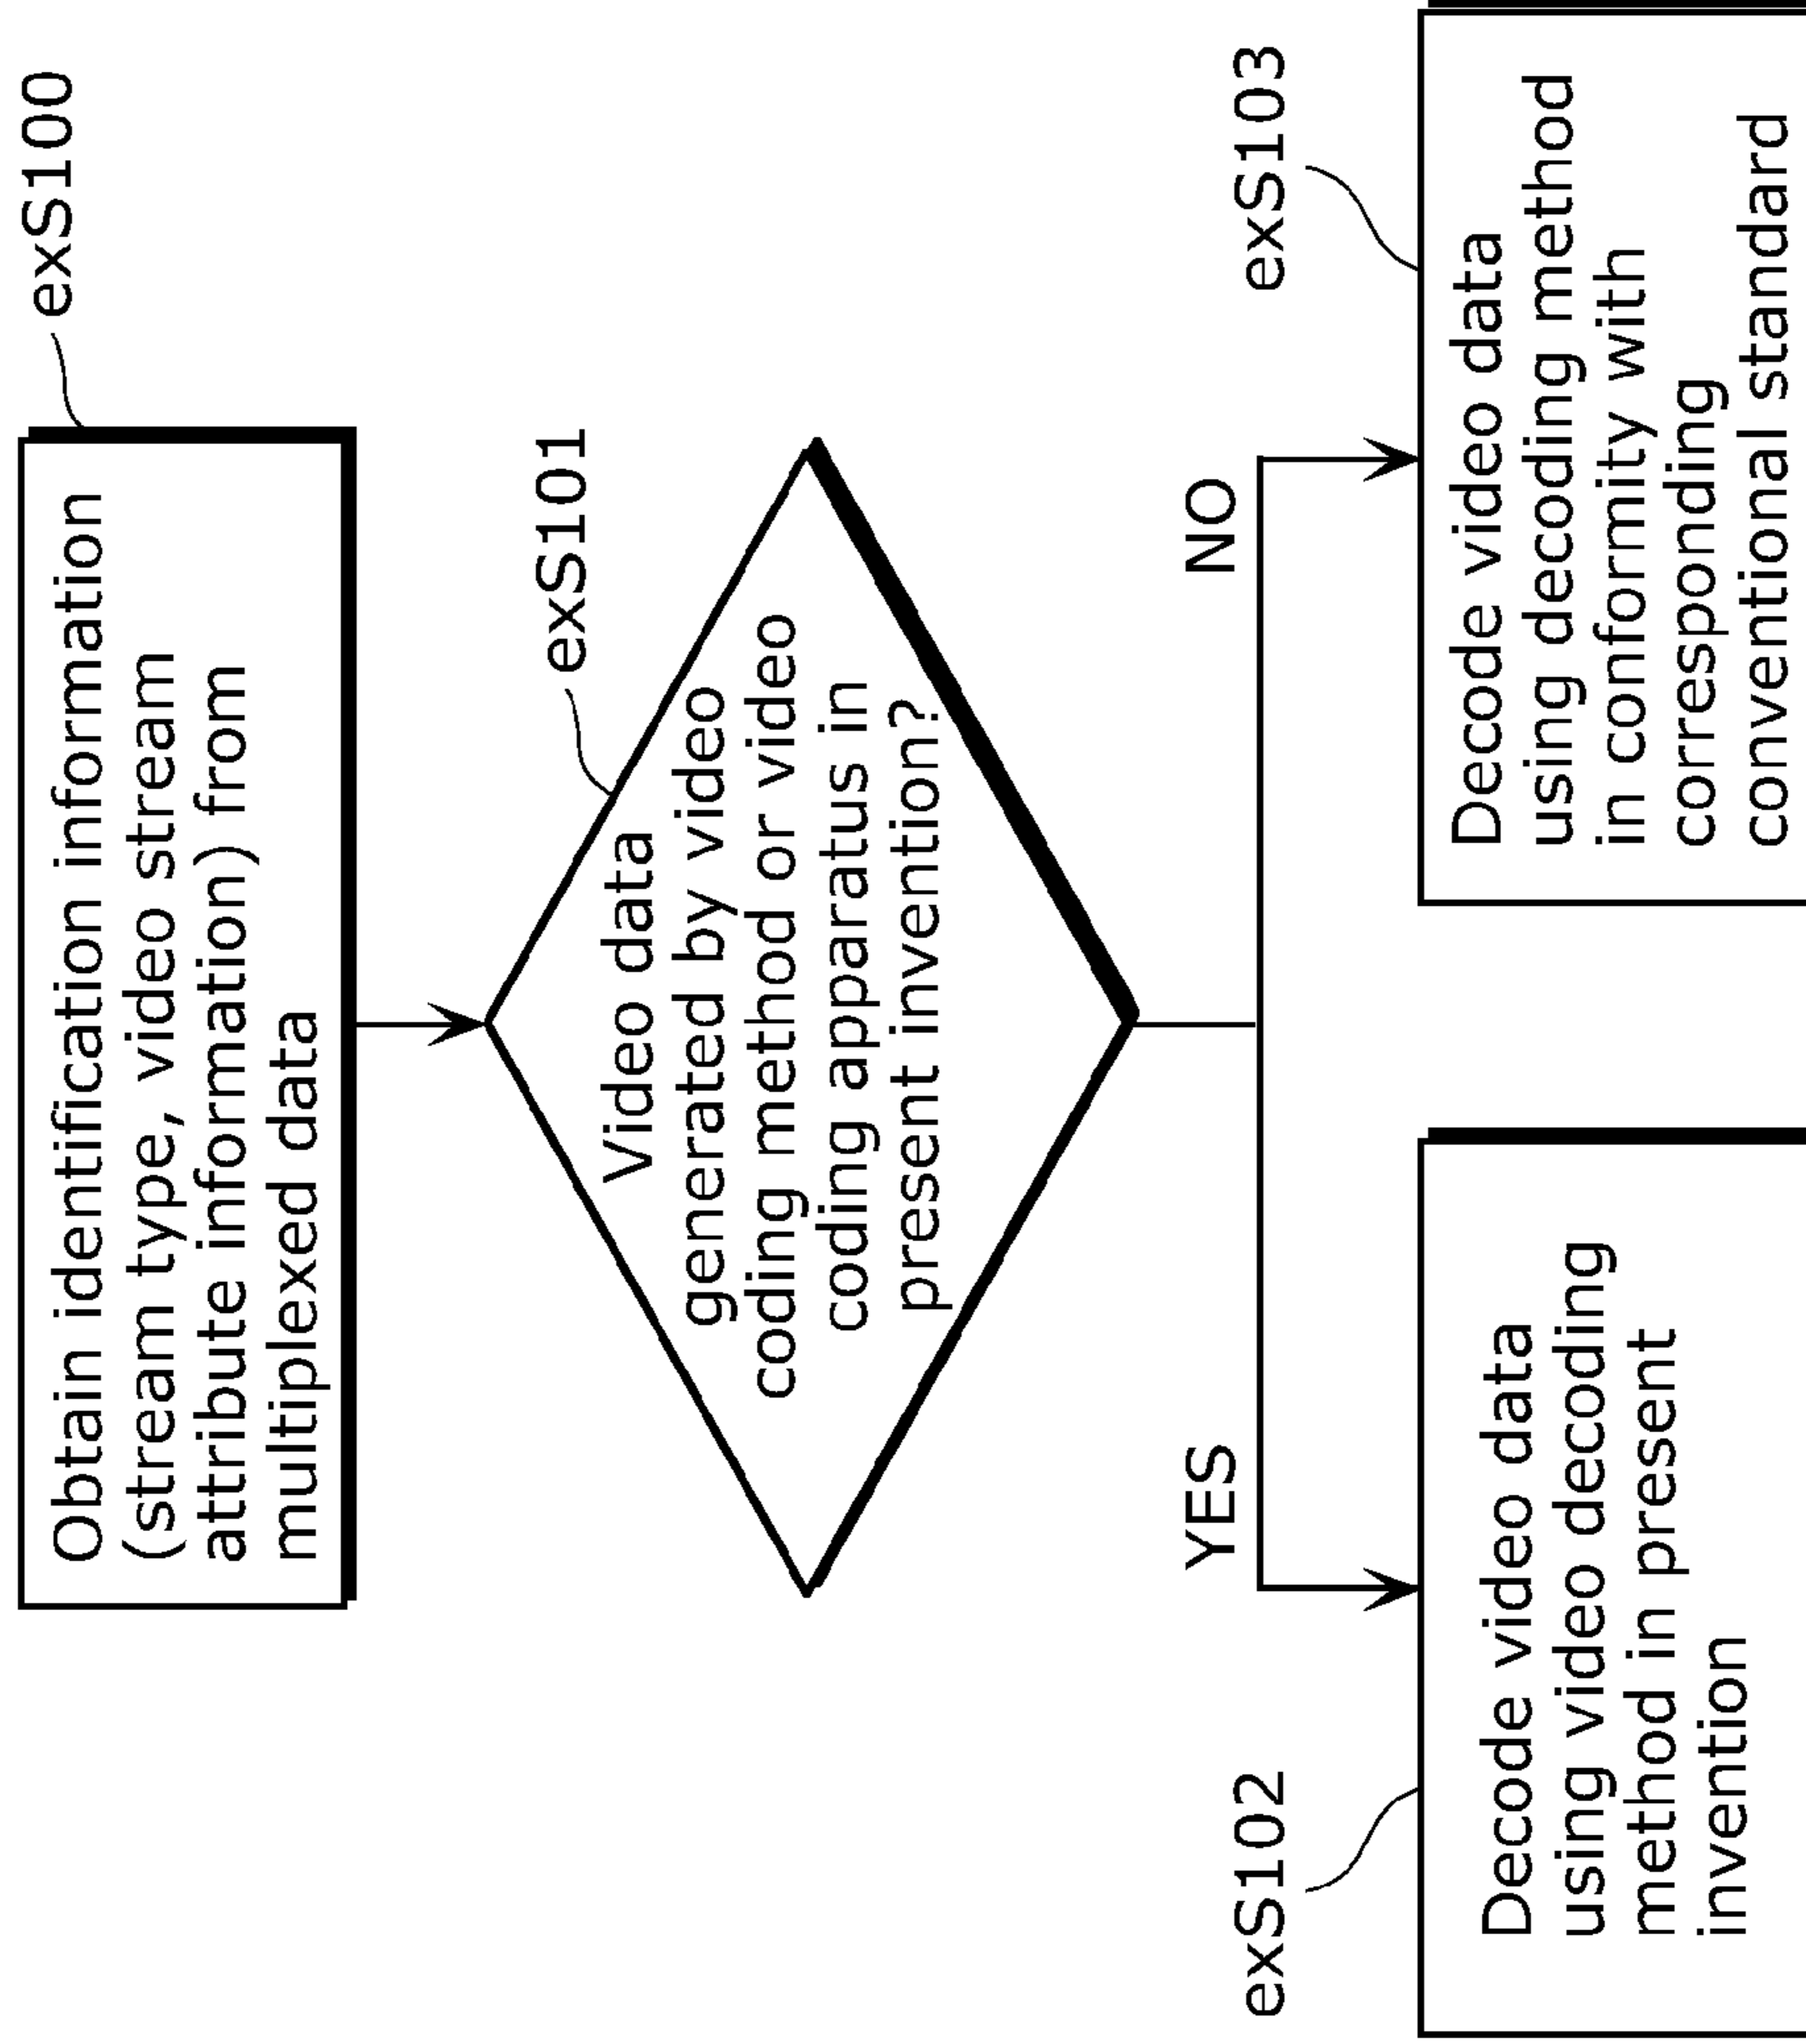 exS100
Obtain identification information
(stream type, video stream
attribute information) from
multiplexed data
exS101
Video data
generated by video
coding method or video
coding apparatus in
present invention?
YES
NO
exS102
Decode video data
using video decoding
method in present
invention
exS103
Decode video data
using decoding method
in conformity with
corresponding
conventional standard